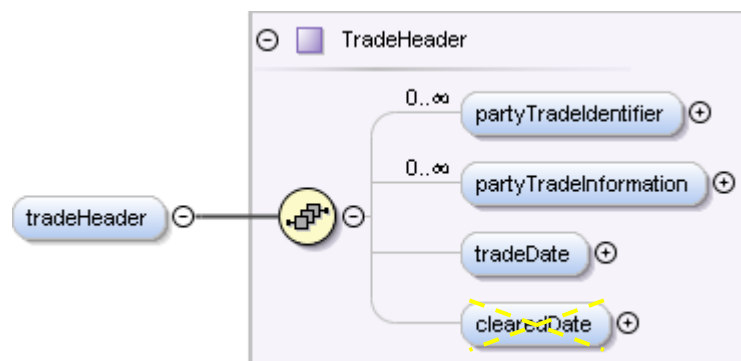 TradeHeader
0..∞
partyTradeIdentifier
0..∞
partyTradeInformation
tradeHeader
tradeDate
clearedDate